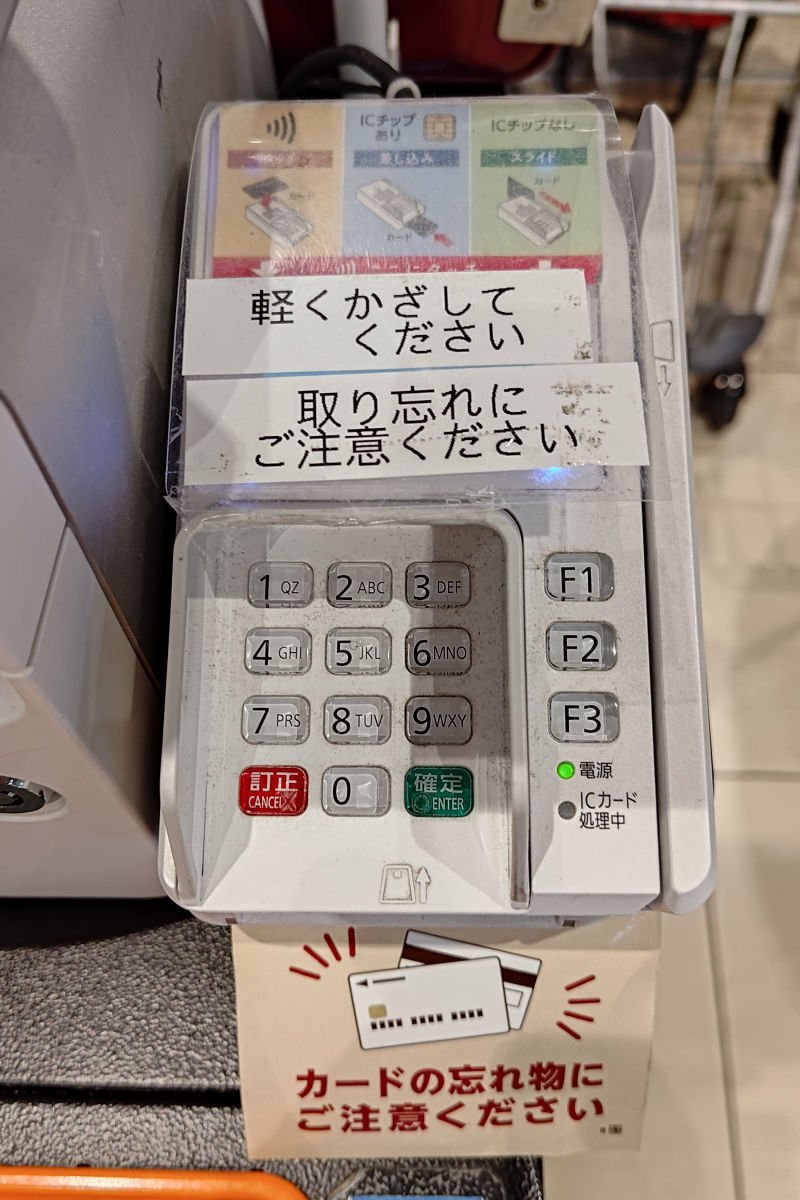 ICチップ
あり
ICチップなし
差し込み
スライド
カード
カード
カード
軽くかざして
ください
取り忘れに
ご注意ください
1 QZ
2 ABC
3 DEF
F1
4 GHI
5 JKL
6 MNO
F2
7 PRS
8 TUV
9 WXY
F3
訂正
CANCEL
0
確定
ENTER
電源
ICカード
処理中
カードの忘れ物に
ご注意ください